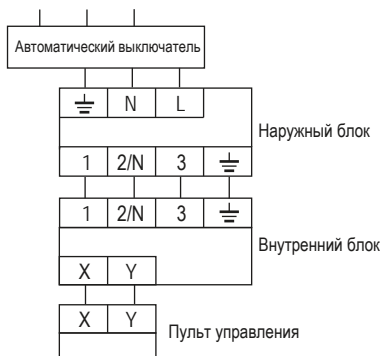 Автоматический выключатель
N L
Наружный блок
1 2/N 3
1 2/N 3
Внутренний блок
X Y
X Y
Пульт управления